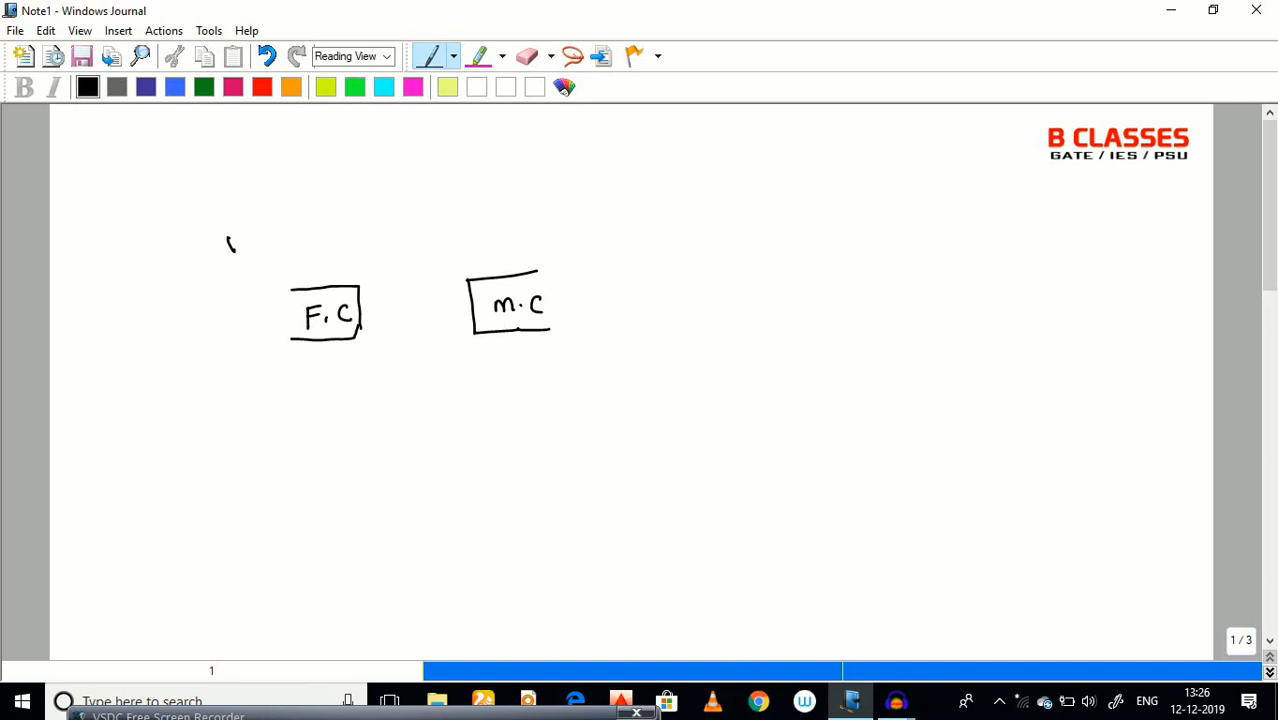 Note1 - Windows Journal
File Edit View Insert Actions Tools Help
Reading View
B I
B CLASSES
GATE / IES / PSU
F.C
m.C
1 / 3
1
Type here to search
ENG
13:26
12-12-2019
VSDC Free Screen Recorder